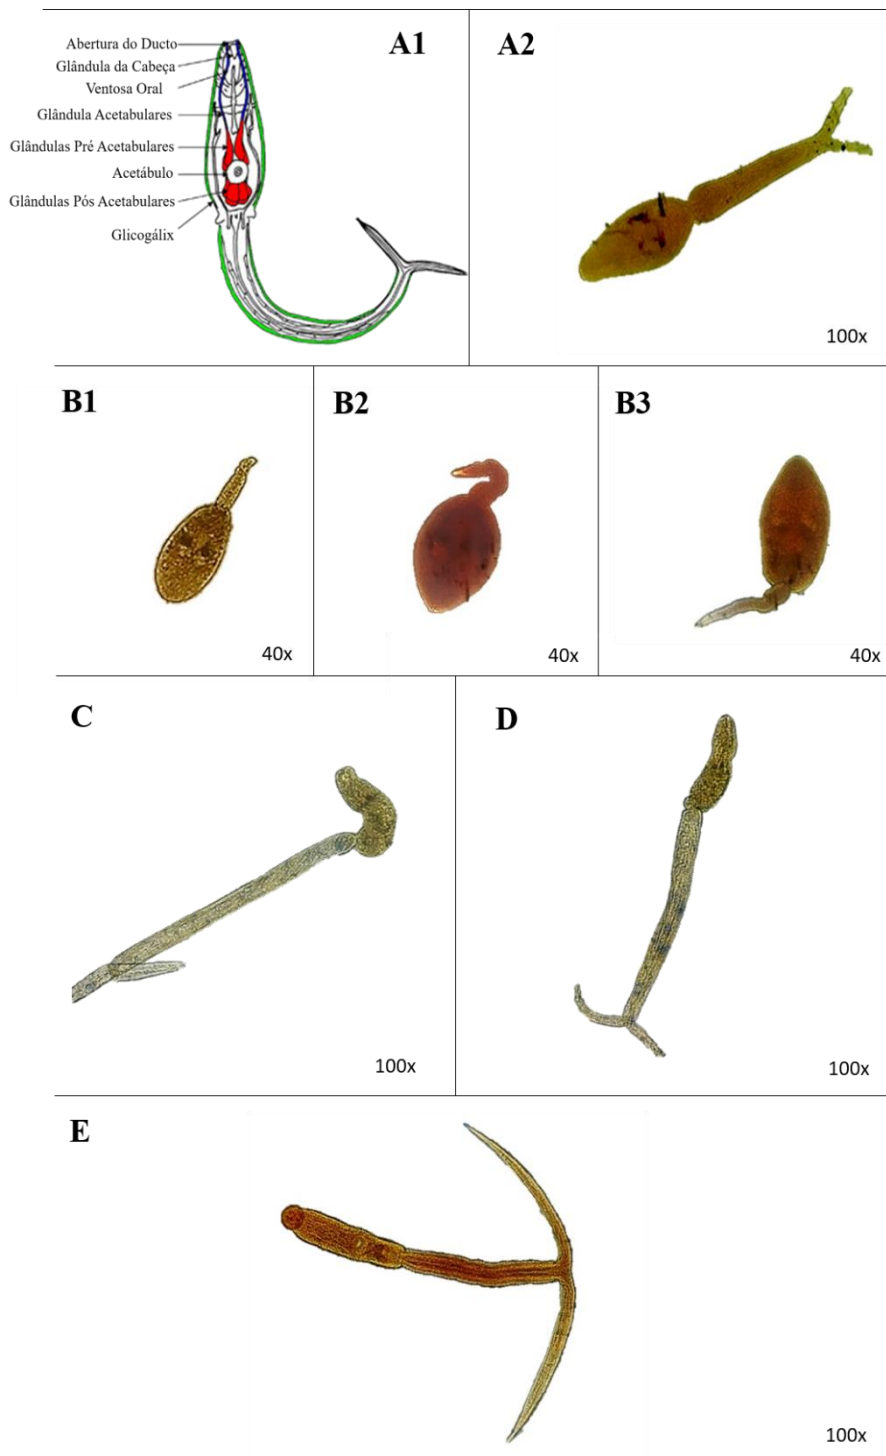 A1
Abertura do Ducto
Glândula da Cabeça
Ventosa Oral
Glândula Acetabulares
Glândulas Pré Acetabulares
Acetábulo
Glândulas Pós Acetabulares
Glicogálix
A2
100x
B1
40x
B2
40x
B3
40x
C
100x
D
100x
E
100x